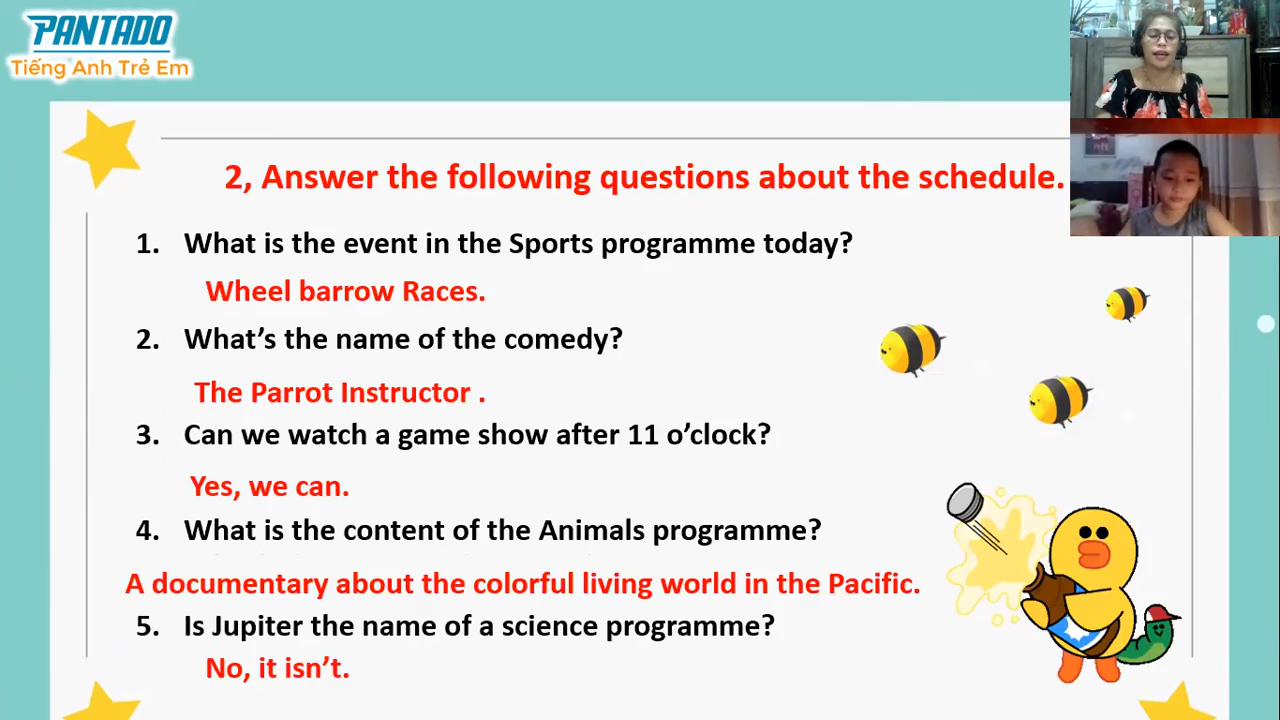 PANTADO
Tiếng Anh Trẻ Em
2, Answer the following questions about the schedule.
1. What is the event in the Sports programme today?
Wheel barrow Races.
2. What’s the name of the comedy?
The Parrot Instructor .
3. Can we watch a game show after 11 o’clock?
Yes, we can.
4. What is the content of the Animals programme?
A documentary about the colorful living world in the Pacific.
5. Is Jupiter the name of a science programme?
No, it isn’t.